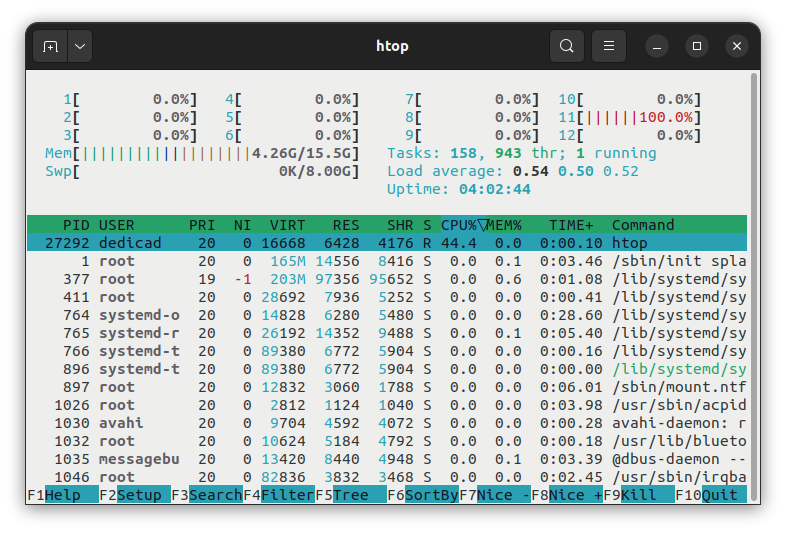 htop
1[ 0.0%] 4[ 0.0%] 7[ 0.0%] 10[ 0.0%]
2[ 0.0%] 5[ 0.0%] 8[ 0.0%] 11[||||||100.0%]
3[ 0.0%] 6[ 0.0%] 9[ 0.0%] 12[ 0.0%]
Mem[|||||||||||||||||||4.26G/15.5G] Tasks: 158, 943 thr; 1 running
Swp[ 0K/8.00G] Load average: 0.54 0.50 0.52
Uptime: 04:02:44
PID USER PRI NI VIRT RES SHR S CPU%▽MEM% TIME+ Command
27292 dedicad 20 0 16668 6428 4176 R 44.4 0.0 0:00.10 htop
1 root 20 0 165M 14556 8416 S 0.0 0.1 0:03.46 /sbin/init spla
377 root 19 -1 203M 97356 95652 S 0.0 0.6 0:01.08 /lib/systemd/sy
411 root 20 0 28692 7936 5252 S 0.0 0.0 0:00.41 /lib/systemd/sy
764 systemd-o 20 0 14828 6280 5480 S 0.0 0.0 0:28.60 /lib/systemd/sy
765 systemd-r 20 0 26192 14352 9488 S 0.0 0.1 0:05.40 /lib/systemd/sy
766 systemd-t 20 0 89380 6772 5904 S 0.0 0.0 0:00.16 /lib/systemd/sy
896 systemd-t 20 0 89380 6772 5904 S 0.0 0.0 0:00.00 /lib/systemd/sy
897 root 20 0 12832 3060 1788 S 0.0 0.0 0:06.01 /sbin/mount.ntf
1026 root 20 0 2812 1124 1040 S 0.0 0.0 0:03.98 /usr/sbin/acpid
1030 avahi 20 0 9704 4592 4072 S 0.0 0.0 0:00.28 avahi-daemon: r
1032 root 20 0 10624 5184 4792 S 0.0 0.0 0:00.18 /usr/lib/blueto
1035 messagebu 20 0 13420 8440 4948 S 0.0 0.1 0:03.39 @dbus-daemon --
1046 root 20 0 82836 3832 3468 S 0.0 0.0 0:02.45 /usr/sbin/irqba
F1Help F2Setup F3SearchF4FilterF5Tree F6SortByF7Nice -F8Nice +F9Kill F10Quit